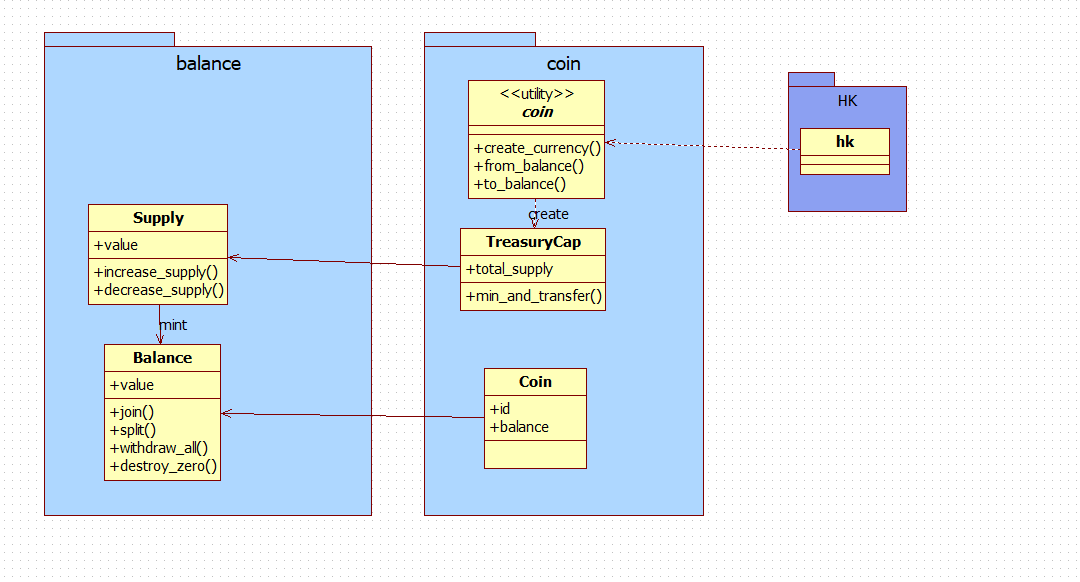 balance
Supply
+value
+increase_supply()
+decrease_supply()
mint
Balance
+value
+join()
+split()
+withdraw_all()
+destroy_zero()
coin
<<utility>>
coin
+create_currency()
+from_balance()
+to_balance()
create
TreasuryCap
+total_supply
+min_and_transfer()
Coin
+id
+balance
HK
hk